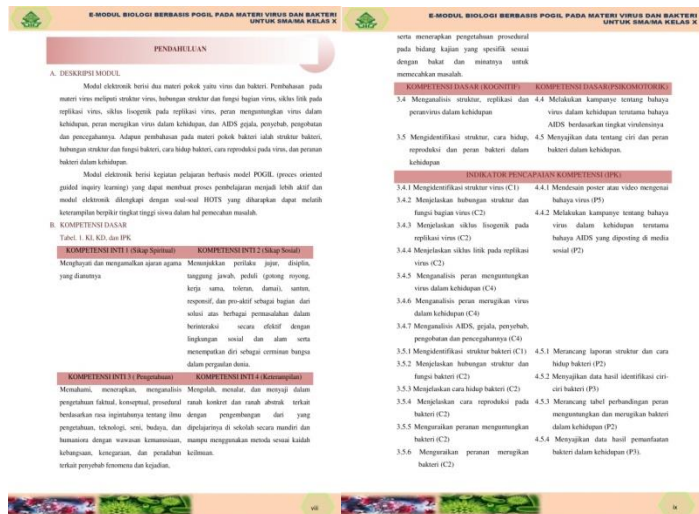 E-MODUL BIOLOGI BERBASIS POGIL PADA MATERI VIRUS DAN BAKTERI
UNTUK SMA/MA KELAS X
PENDAHULUAN
A. DESKRIPSI MODUL
Modul elektronik berisi dua materi pokok yaitu virus dan bakteri. Pembahasan pada
materi virus meliputi struktur virus, hubungan struktur dan fungsi bagian virus, siklus litik pada
replikasi virus, siklus lisogenik pada replikasi virus, peran menguntungkan virus dalam
kehidupan, peran merugikan virus dalam kehidupan, dan AIDS gejala, penyebab, pengobatan
dan pencegahannya. Adapun pembahasan pada materi pokok bakteri ialah struktur bakteri,
hubungan struktur dan fungsi bakteri, cara hidup bakteri, cara reproduksi pada virus, dan peranan
bakteri dalam kehidupan.
Modul elektronik berisi kegiatan pelajaran berbasis model POGIL (proces oriented
guided inquiry learning) yang dapat membuat proses pembelajaran menjadi lebih aktif dan
modul elektronik dilengkapi dengan soal-soal HOTS yang diharapkan dapat melatih
keterampilan berpikir tingkat tinggi siswa dalam hal pemecahan masalah.
B. KOMPETENSI DASAR
Tabel. 1. KI, KD, dan IPK
KOMPETENSI INTI 1 (Sikap Spiritual) KOMPETENSI INTI 2 (Sikap Sosial)
Menghayati dan mengamalkan ajaran agama
yang dianutnya
Menunjukkan perilaku jujur, disiplin,
tanggung jawab, peduli (gotong royong,
kerja sama, toleran, damai), santun,
responsif, dan pro-aktif sebagai bagian dari
solusi atas berbagai permasalahan dalam
berinteraksi secara efektif dengan
lingkungan sosial dan alam serta
menempatkan diri sebagai cerminan bangsa
dalam pergaulan dunia.
KOMPETENSI INTI 3 ( Pengetahuan) KOMPETENSI INTI 4 (Keterampilan)
Memahami, menerapkan, menganalisis
pengetahuan faktual, konseptual, prosedural
berdasarkan rasa ingintahunya tentang ilmu
pengetahuan, teknologi, seni, budaya, dan
humaniora dengan wawasan kemanusiaan,
kebangsaan, kenegaraan, dan peradaban
terkait penyebab fenomena dan kejadian,
Mengolah, menalar, dan menyaji dalam
ranah konkret dan ranah abstrak terkait
dengan pengembangan dari yang
dipelajarinya di sekolah secara mandiri dan
mampu menggunakan metoda sesuai kaidah
keilmuan.
viii
E-MODUL BIOLOGI BERBASIS POGIL PADA MATERI VIRUS DAN BAKTERI
UNTUK SMA/MA KELAS X
serta menerapkan pengetahuan prosedural
pada bidang kajian yang spesifik sesuai
dengan bakat dan minatnya untuk
memecahkan masalah.
KOMPETENSI DASAR (KOGNITIF) KOMPETENSI DASAR(PSIKOMOTORIK)
3.4 Menganalisis struktur, replikasi dan
peranvirus dalam kehidupan
4.4 Melakukan kampanye tentang bahaya
virus dalam kehidupan terutama bahaya
AIDS berdasarkan tingkat virulensinya
3.5 Mengidentifikasi struktur, cara hidup,
reproduksi dan peran bakteri dalam
kehidupan
4.5 Menyajikan data tentang ciri dan peran
bakteri dalam kehidupan.
INDIKATOR PENCAPAIAN KOMPETENSI (IPK)
3.4.1 Mengidentifikasi struktur virus (C1)
3.4.2 Menjelaskan hubungan struktur dan
fungsi bagian virus (C2)
3.4.3 Menjelaskan siklus lisogenik pada
replikasi virus (C2)
3.4.4 Menjelaskan siklus litik pada replikasi
virus (C2)
3.4.5 Menganalisis peran menguntungkan
virus dalam kehidupan (C4)
3.4.6 Menganalisis peran merugikan virus
dalam kehidupan (C4)
3.4.7 Menganalisis AIDS, gejala, penyebab,
pengobatan dan pencegahannya (C4)
4.4.1 Mendesain poster atau video mengenai
bahaya virus (P5)
4.4.2 Melakukan kampanye tentang bahaya
virus dalam kehidupan terutama
bahaya AIDS yang diposting di media
sosial (P2)
3.5.1 Mengidentifikasi struktur bakteri (C1)
3.5.2 Menjelaskan hubungan struktur dan
fungsi bakteri (C2)
3.5.3 Menjelaskan cara hidup bakteri (C2)
3.5.4 Menjelaskan cara reproduksi pada
bakteri (C2)
3.5.5 Menguraikan peranan menguntungkan
bakteri (C2)
3.5.6 Menguraikan peranan merugikan
bakteri (C2)
4.5.1 Merancang laporan struktur dan cara
hidup bakteri (P2)
4.5.2 Menyajikan data hasil identifikasi ciri-
ciri bakteri (P3)
4.5.3 Merancang tabel perbandingan peran
menguntungkan dan merugikan bakteri
dalam kehidupan (P2)
4.5.4 Menyajikan data hasil pemanfaatan
bakteri dalam kehidupan (P3).
ix